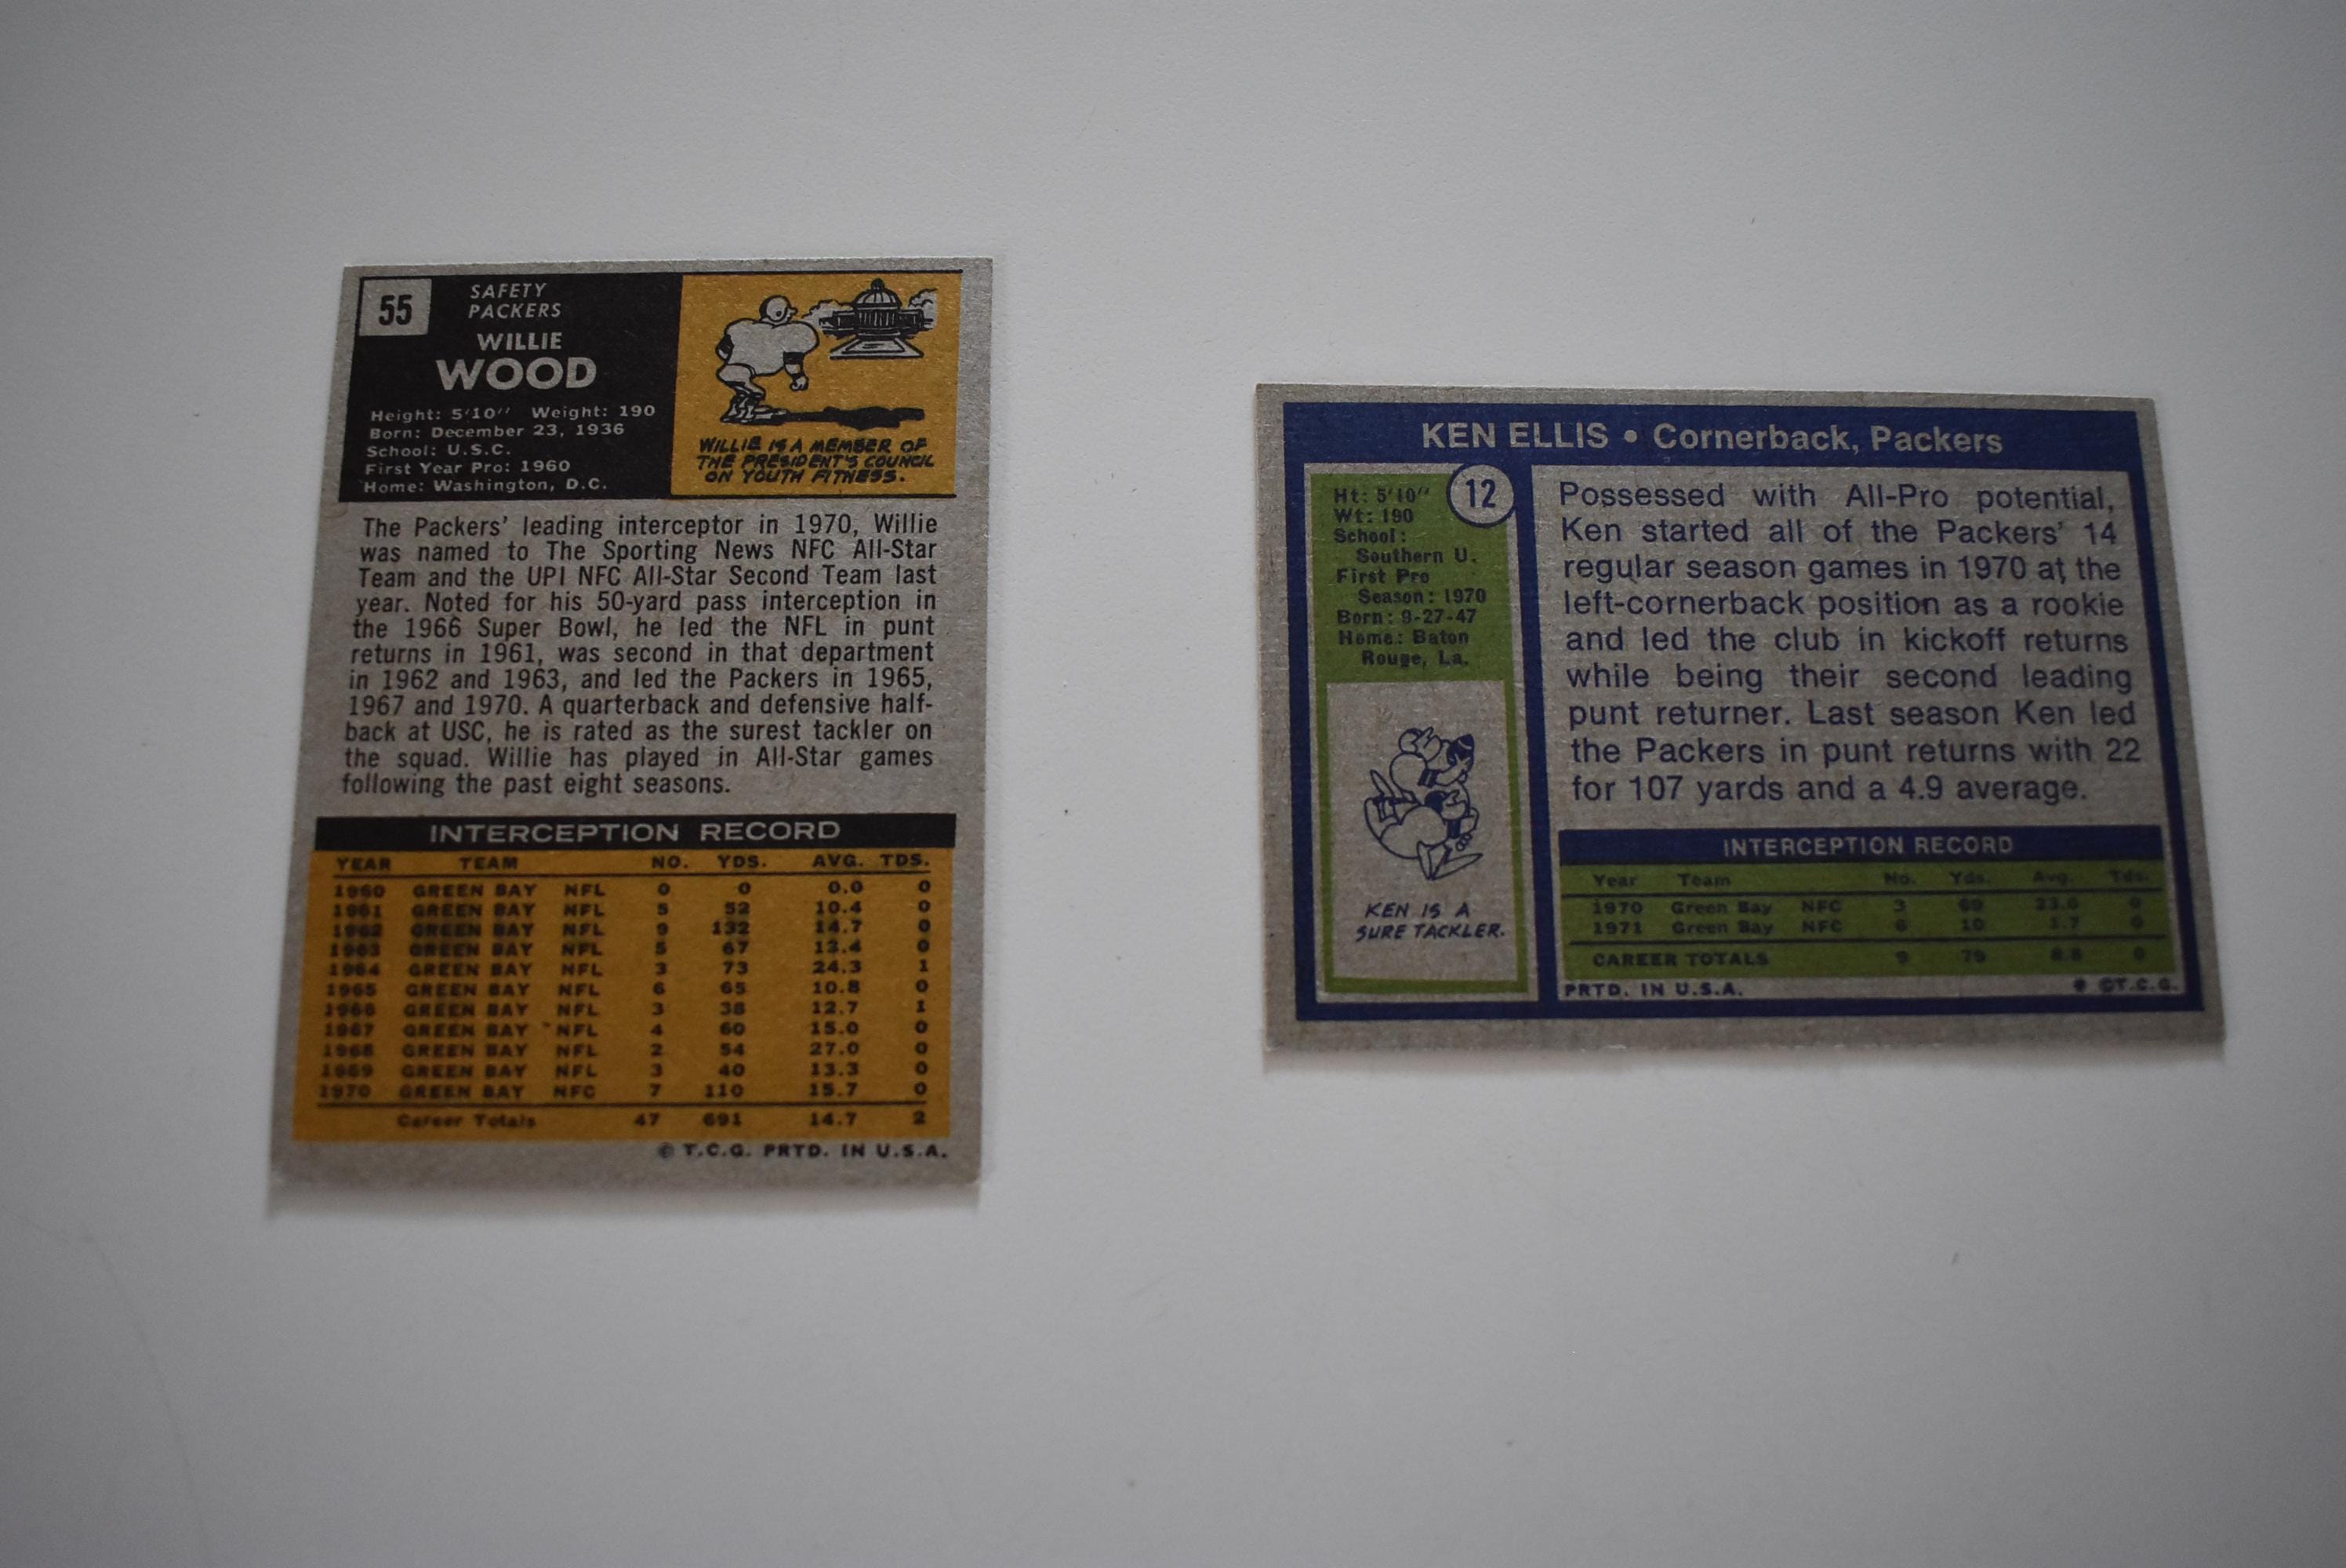 55
SAFETY
PACKERS
WILLIE
WOOD
Height: 5'10" Weight: 190
Born: December 23, 1936
School: U.S.C.
First Year Pro: 1960
Home: Washington, D.C.
WILLIE IS A MEMBER OF
THE PRESIDENT'S COUNCIL
ON YOUTH FITNESS.
The Packers' leading interceptor in 1970, Willie
was named to The Sporting News NFC All-Star
Team and the UPI NFC All-Star Second Team last
year. Noted for his 50-yard pass interception in
the 1966 Super Bowl, he led the NFL in punt
returns in 1961, was second in that department
in 1962 and 1963, and led the Packers in 1965,
1967 and 1970. A quarterback and defensive half-
back at USC, he is rated as the surest tackler on
the squad. Willie has played in All-Star games
following the past eight seasons.
INTERCEPTION RECORD
YEAR TEAM NO. YDS. AVG. TDS.
1960 GREEN BAY NFL 0 0 0.0 0
1961 GREEN BAY NFL 5 52 10.4 0
1962 GREEN BAY NFL 9 132 14.7 0
1963 GREEN BAY NFL 5 67 13.4 0
1964 GREEN BAY NFL 3 73 24.3 1
1965 GREEN BAY NFL 6 65 10.8 0
1966 GREEN BAY NFL 3 38 12.7 1
1967 GREEN BAY NFL 4 60 15.0 0
1968 GREEN BAY NFL 2 54 27.0 0
1969 GREEN BAY NFL 3 40 13.3 0
1970 GREEN BAY NFC 7 110 15.7 0
Career Totals 47 691 14.7 2
© T.C.G. PRTD. IN U.S.A.
KEN ELLIS • Cornerback, Packers
12
Ht: 5'10"
Wt: 190
School:
Southern U.
First Pro
Season: 1970
Born: 9-27-47
Home: Baton
Rouge, La.
KEN IS A
SURE TACKLER.
Possessed with All-Pro potential,
Ken started all of the Packers' 14
regular season games in 1970 at the
left-cornerback position as a rookie
and led the club in kickoff returns
while being their second leading
punt returner. Last season Ken led
the Packers in punt returns with 22
for 107 yards and a 4.9 average.
INTERCEPTION RECORD
Year Team No. Yds. Avg. Tds.
1970 Green Bay NFC 3 69 23.0 0
1971 Green Bay NFC 6 10 1.7 0
CAREER TOTALS 9 79 8.8 0
PRTD. IN U.S.A.
* ©T.C.G.